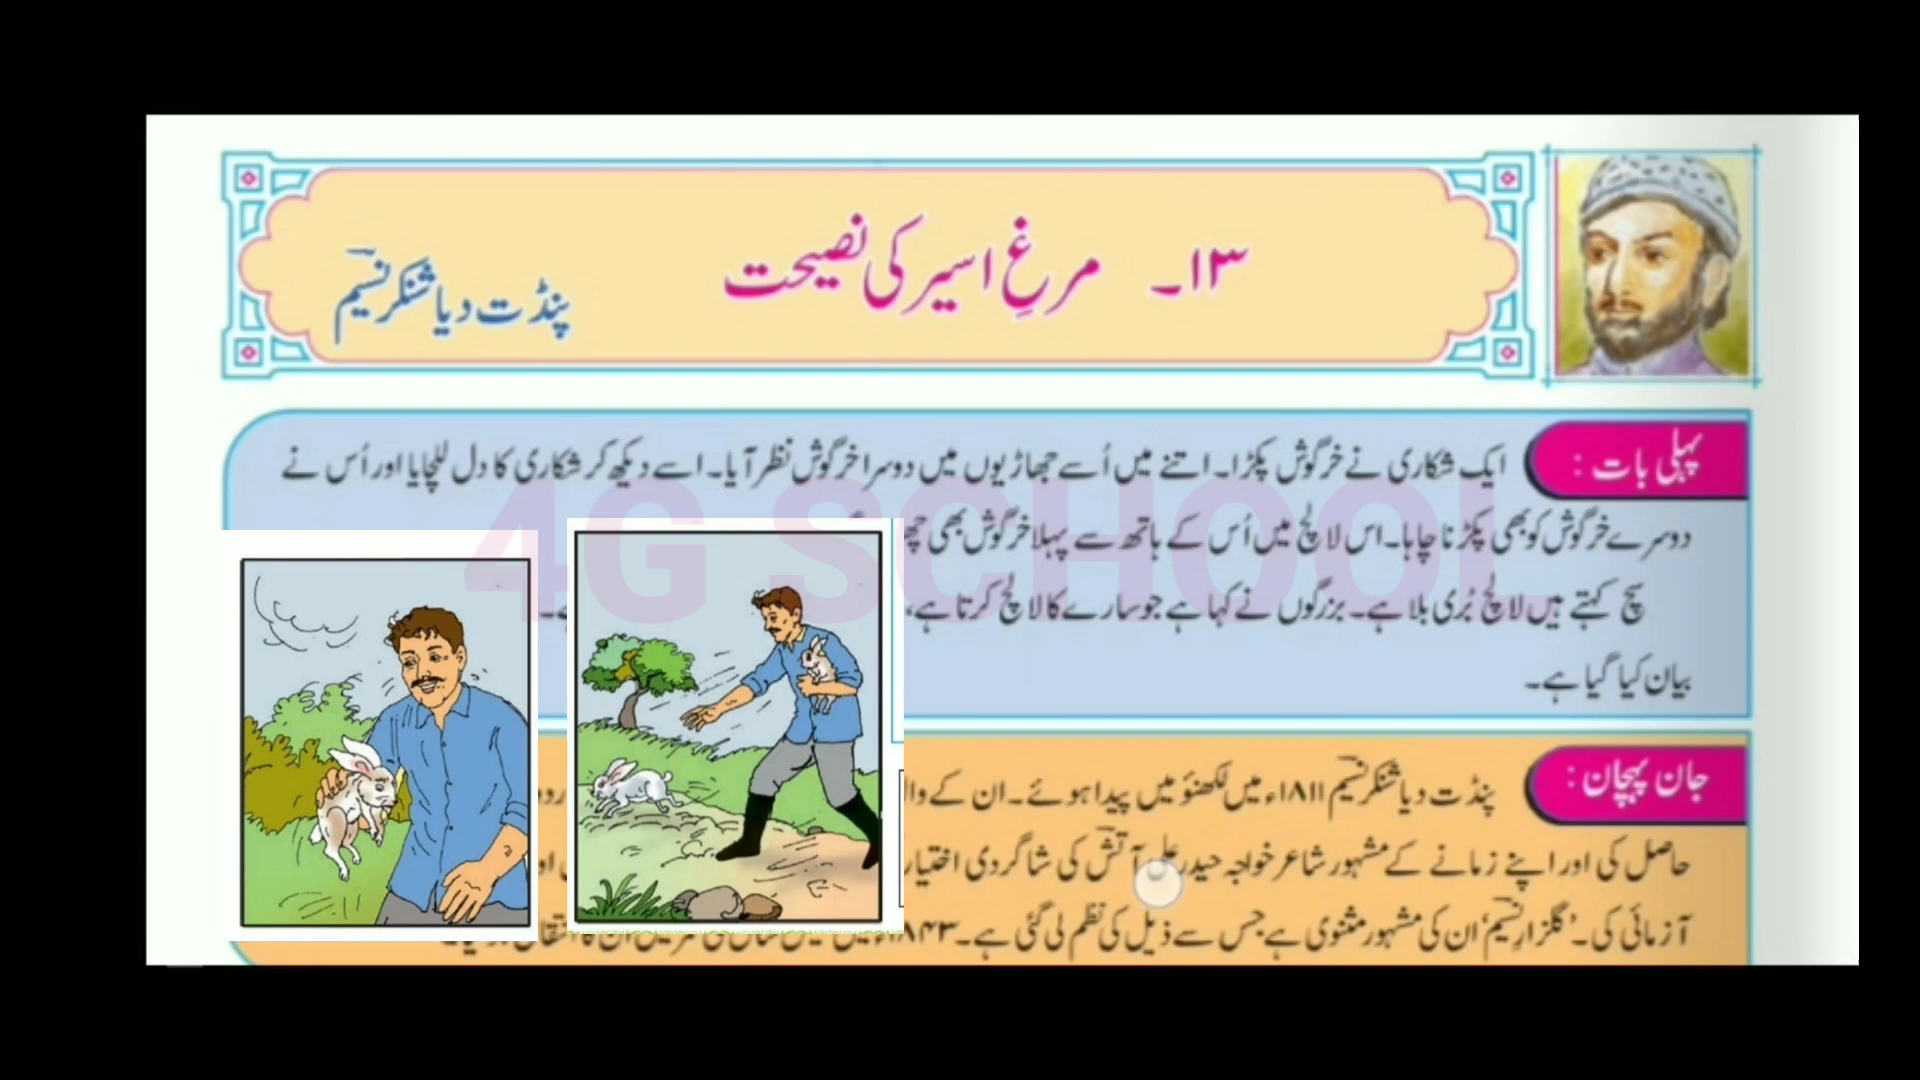 ۱۳۔ مرغِ اسیر کی نصیحت
پنڈت دیا شنکر نسیم
پہلی بات :
ایک شکاری نے خرگوش پکڑا۔ اتنے میں اُسے جھاڑیوں میں دوسرا خرگوش نظر آیا۔ اسے دیکھ کر شکاری کا دل للچایا اور اُس نے
دوسرے خرگوش کو بھی پکڑنا چاہا۔ اس لالچ میں اُس کے ہاتھ سے پہلا خرگوش بھی
سچ کہتے ہیں لالچ بُری بلا ہے۔ بزرگوں نے کہا ہے جو سارے کا لالچ کرتا ہے،
بیان کیا گیا ہے۔
جان پہچان :
پنڈت دیا شنکر نسیم ۱۸۱۱ء میں لکھنؤ میں پیدا ہوئے۔ ان کے
حاصل کی اور اپنے زمانے کے مشہور شاعر خواجہ حیدر علی آتش کی شاگردی اختیار
آزمائی کی۔ 'گلزارِ نسیم' ان کی مشہور مثنوی ہے جس سے ذیل کی نظم لی گئی ہے۔ ۱۸۴۳ء
4G SCHOOL